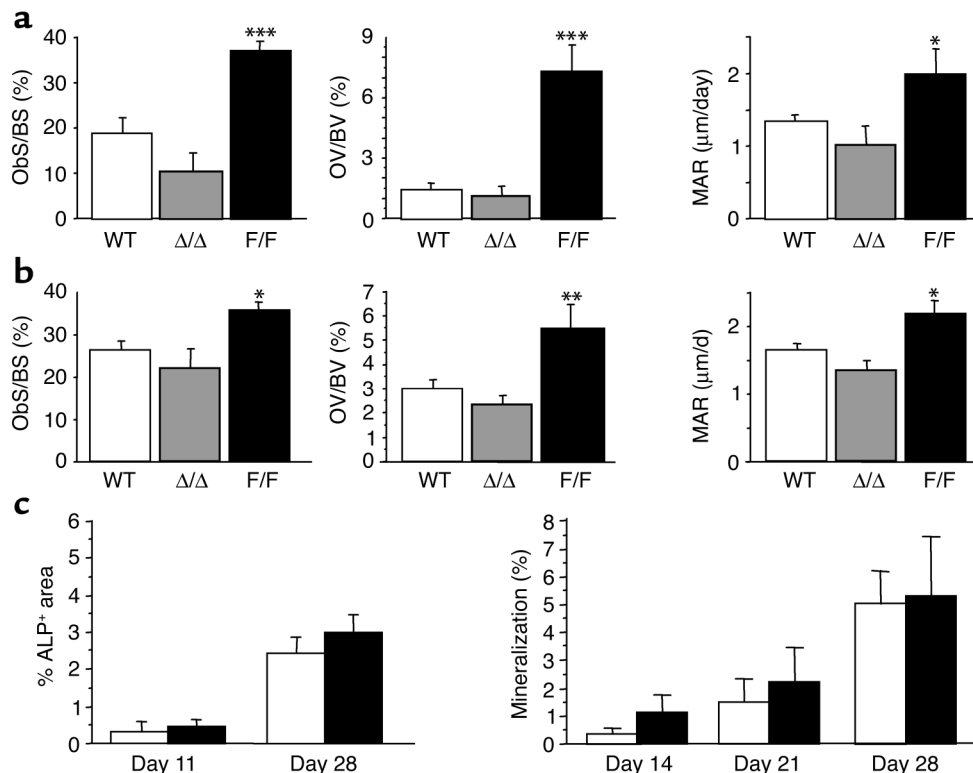 a
ObS/BS (%)
40
30
20
10
0
***
WT Δ/Δ F/F
OV/BV (%)
9
6
3
0
***
WT Δ/Δ F/F
MAR (μm/day)
2
1
0
*
WT Δ/Δ F/F
b
ObS/BS (%)
40
30
20
10
0
*
WT Δ/Δ F/F
OV/BV (%)
7
6
5
4
3
2
1
0
**
WT Δ/Δ F/F
MAR (μm/d)
2
1
0
*
WT Δ/Δ F/F
c
% ALP⁺ area
6
5
4
3
2
1
0
Day 11 Day 28
Mineralization (%)
8
7
6
5
4
3
2
1
0
Day 14 Day 21 Day 28